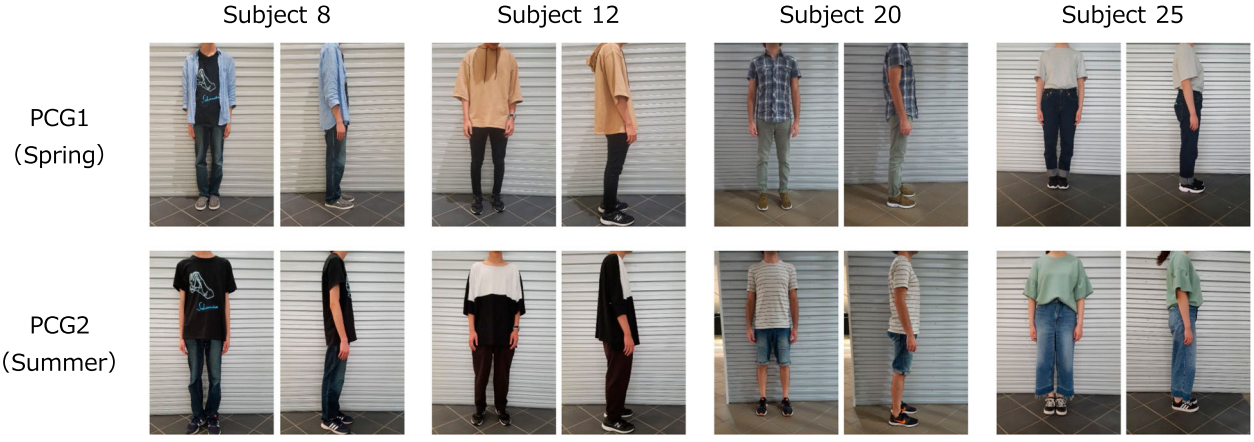 Subject 8
Subject 12
Subject 20
Subject 25
PCG1
（Spring）
PCG2
（Summer）